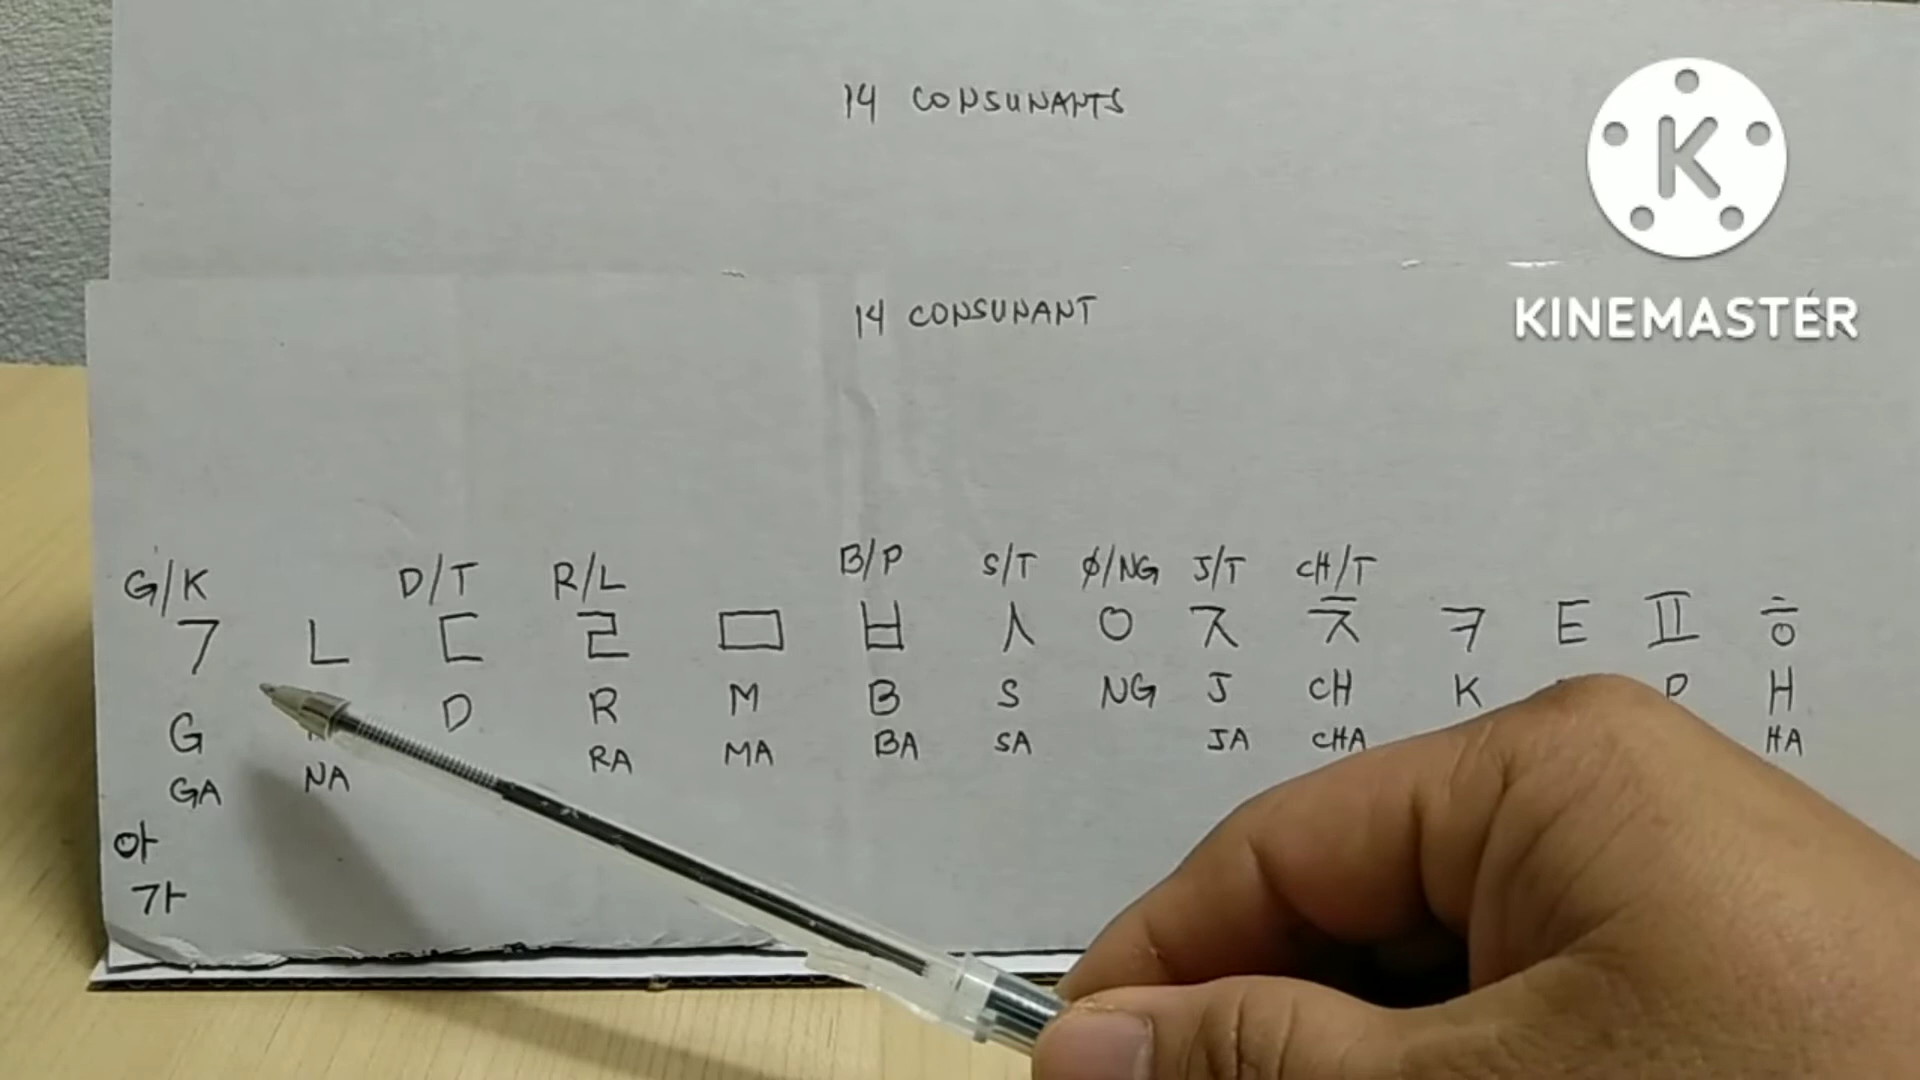 14 CONSUNANTS
K
KINEMASTER
14 CONSUNANT
G/K D/T R/L B/P S/T Ø/NG J/T CH/T
ㄱ ㄴ ㄷ ㄹ ㅁ ㅂ ㅅ ㅇ ㅈ ㅊ ㅋ ㅌ ㅍ ㅎ
G D R M B S NG J CH K P H
GA NA RA MA BA SA JA CHA HA
아
가